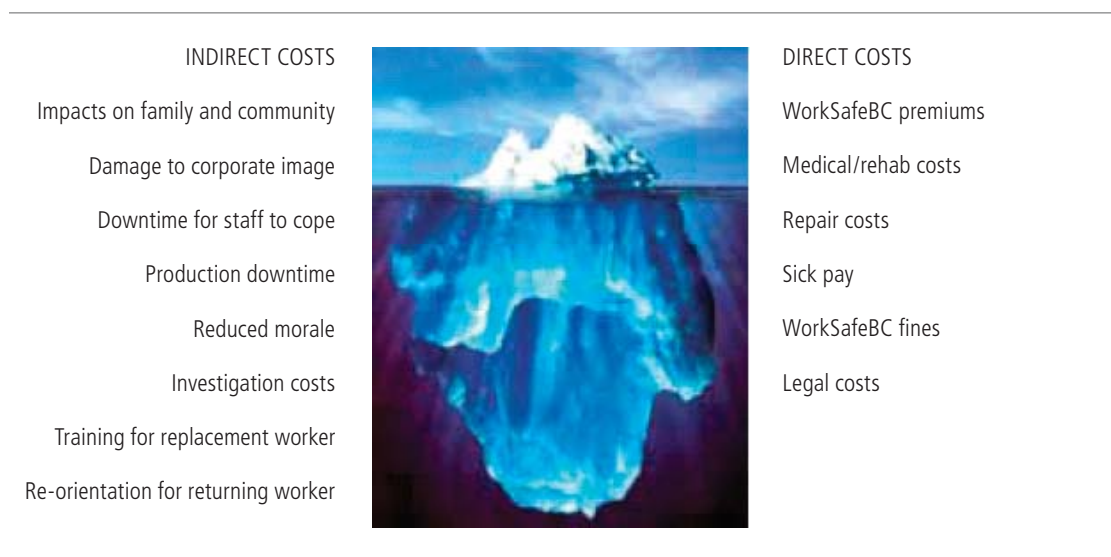 INDIRECT COSTS
Impacts on family and community
Damage to corporate image
Downtime for staff to cope
Production downtime
Reduced morale
Investigation costs
Training for replacement worker
Re-orientation for returning worker
DIRECT COSTS
WorkSafeBC premiums
Medical/rehab costs
Repair costs
Sick pay
WorkSafeBC fines
Legal costs